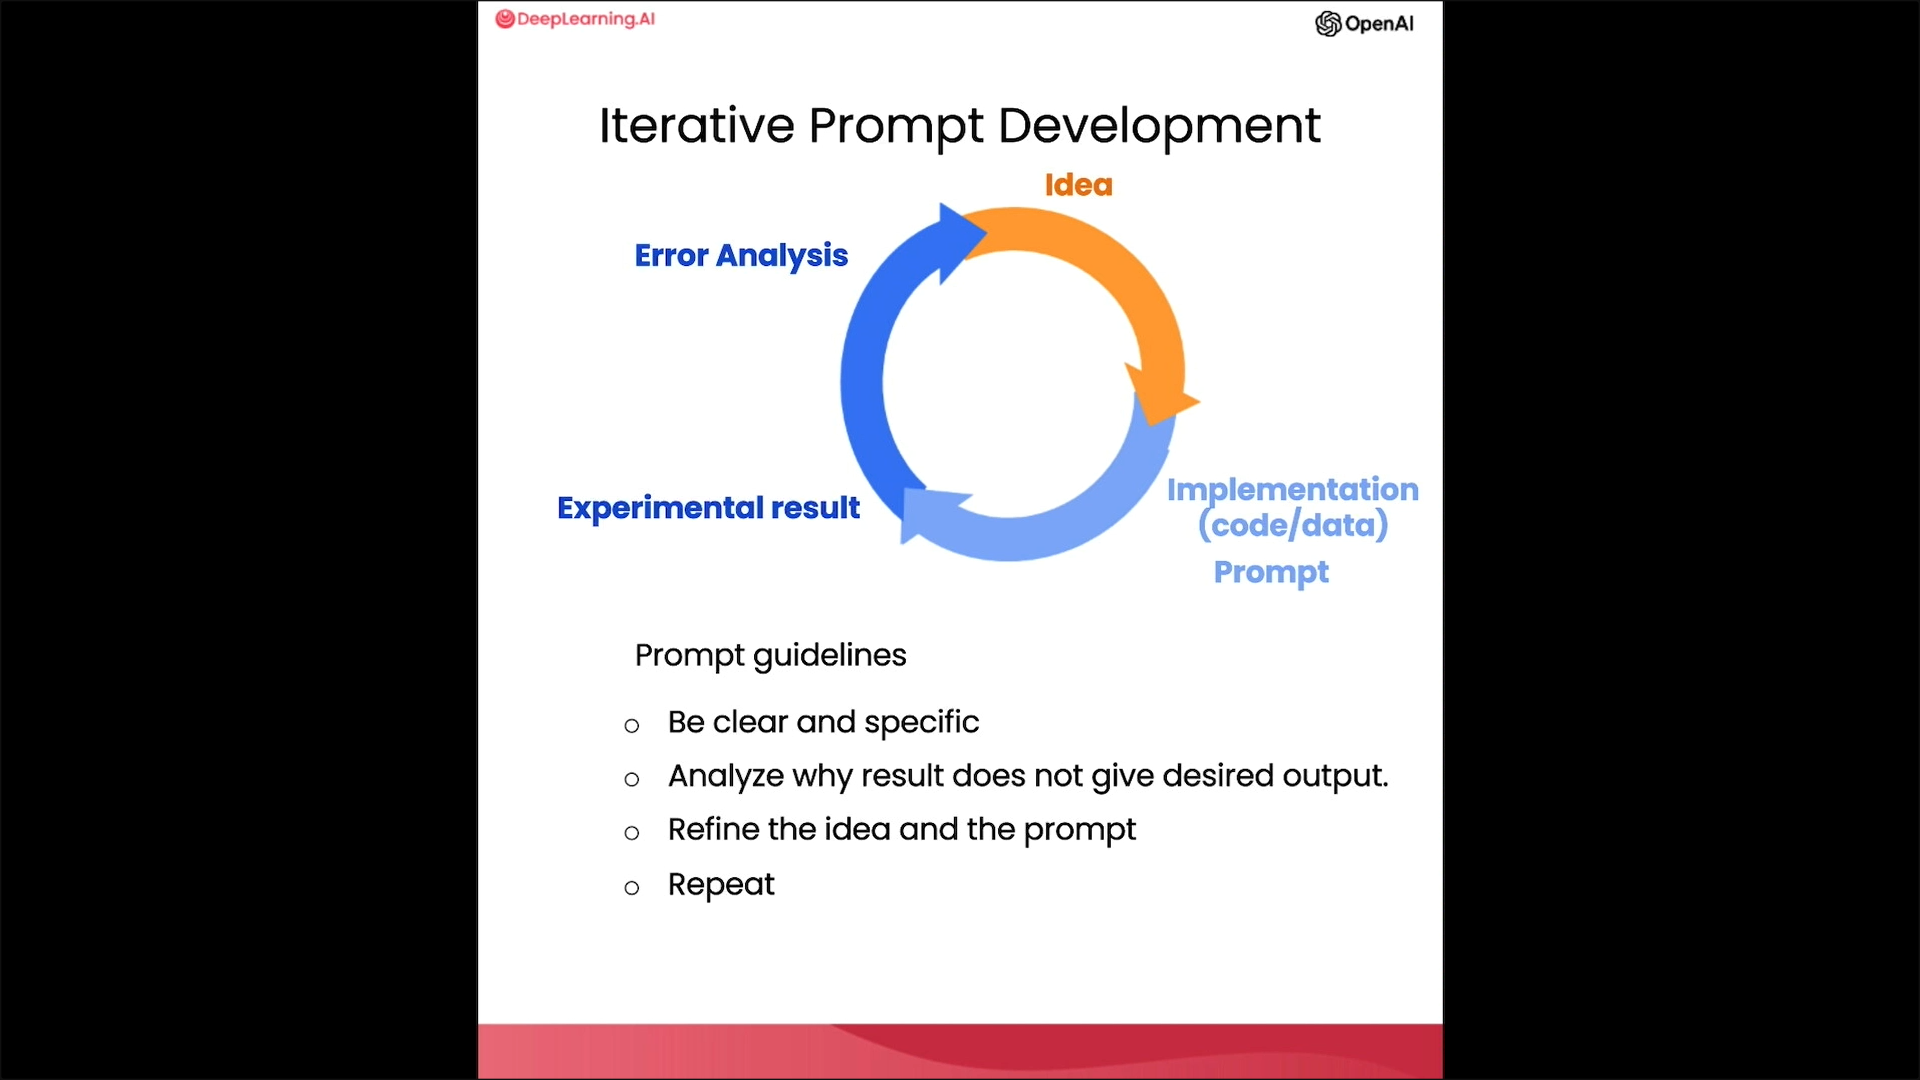 DeepLearning.AI
OpenAI
Iterative Prompt Development
Idea
Error Analysis
Experimental result
Implementation
(code/data)
Prompt
Prompt guidelines
o Be clear and specific
o Analyze why result does not give desired output.
o Refine the idea and the prompt
o Repeat